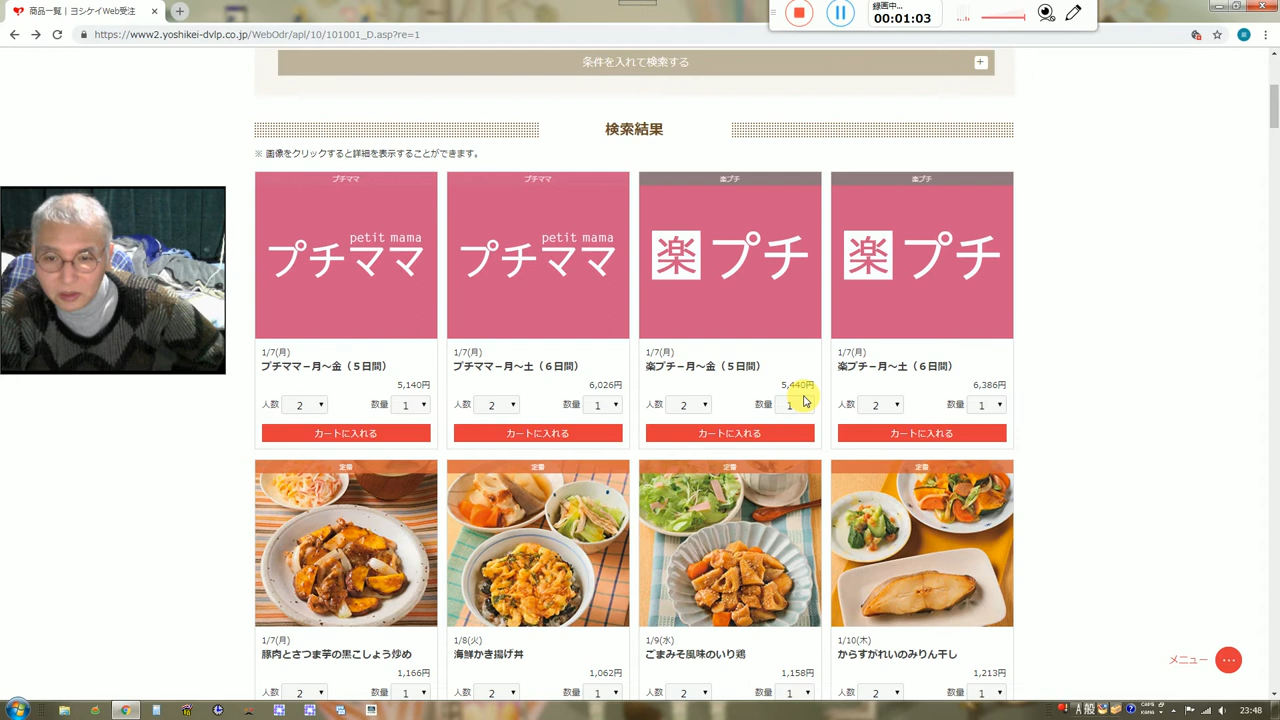 商品一覧 | ヨシケイWeb受注
録画中...
00:01:03
https://www2.yoshikei-dvlp.co.jp/WebOdr/apl/10/101001_D.asp?re=1
条件を入れて検索する
検索結果
※ 画像をクリックすると詳細を表示することができます。
プチママ プチママ 楽プチ 楽プチ
petit mama petit mama
プチママ プチママ 楽プチ 楽プチ
1/7(月) 1/7(月) 1/7(月) 1/7(月)
プチママ－月～金（５日間） プチママ－月～土（６日間） 楽プチ－月～金（５日間） 楽プチ－月～土（６日間）
5,140円 6,026円 5,440円 6,386円
人数 2 数量 1 人数 2 数量 1 人数 2 数量 1 人数 2 数量 1
カートに入れる カートに入れる カートに入れる カートに入れる
定番 定番 定番 定番
1/7(月) 1/8(火) 1/9(水) 1/10(木)
豚肉とさつま芋の黒こしょう炒め 海鮮かき揚げ丼 ごまみそ風味のいり鶏 からすがれいのみりん干し
1,166円 1,062円 1,158円 1,213円
人数 2 数量 1 人数 2 数量 1 人数 2 数量 1 人数 2 数量 1
メニュー
A 般 CAPS KANA
23:48